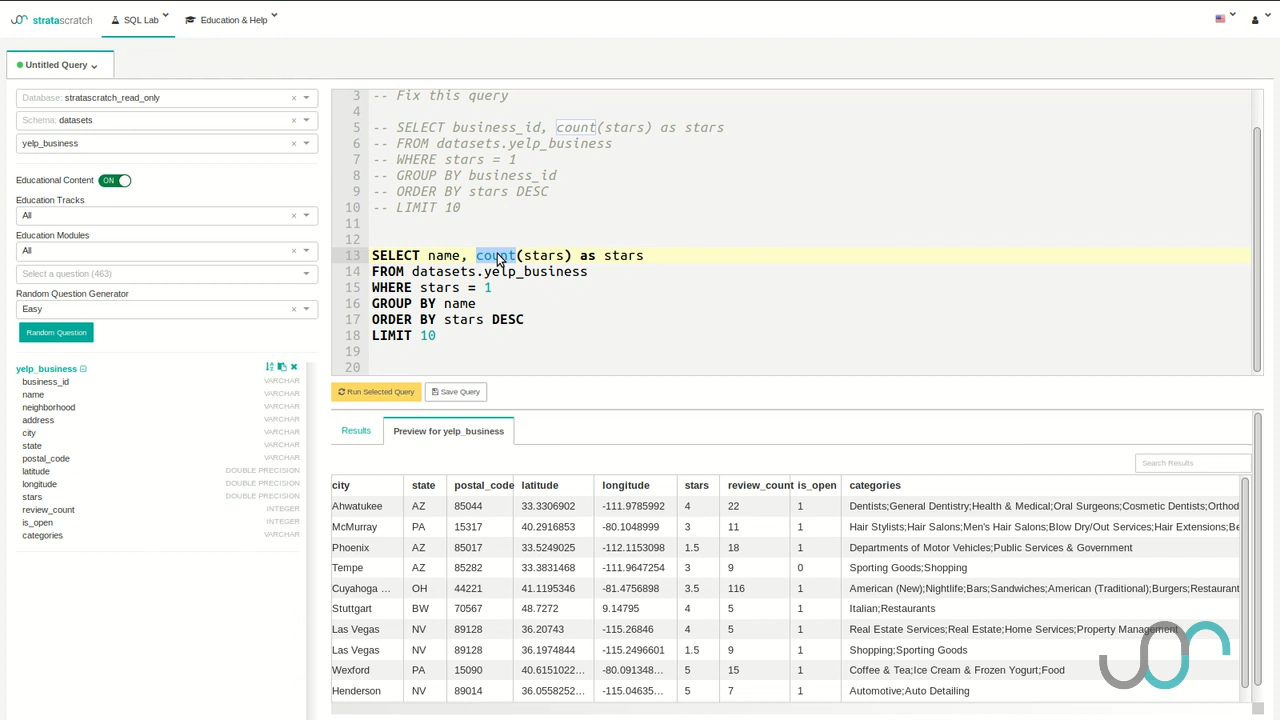 stratascratch SQL Lab Education & Help
Untitled Query
Database: stratascratch_read_only
Schema: datasets
yelp_business
Educational Content ON
Education Tracks
All
Education Modules
All
Select a question (463)
Random Question Generator
Easy
Random Question
yelp_business
business_id VARCHAR
name VARCHAR
neighborhood VARCHAR
address VARCHAR
city VARCHAR
state VARCHAR
postal_code VARCHAR
latitude DOUBLE PRECISION
longitude DOUBLE PRECISION
stars DOUBLE PRECISION
review_count INTEGER
is_open INTEGER
categories VARCHAR
3 -- Fix this query
4
5 -- SELECT business_id, count(stars) as stars
6 -- FROM datasets.yelp_business
7 -- WHERE stars = 1
8 -- GROUP BY business_id
9 -- ORDER BY stars DESC
10 -- LIMIT 10
11
12
13 SELECT name, count(stars) as stars
14 FROM datasets.yelp_business
15 WHERE stars = 1
16 GROUP BY name
17 ORDER BY stars DESC
18 LIMIT 10
19
20
Run Selected Query Save Query
Results Preview for yelp_business
Search Results
city state postal_code latitude longitude stars review_count is_open categories
Ahwatukee AZ 85044 33.3306902 -111.9785992 4 22 1 Dentists;General Dentistry;Health & Medical;Oral Surgeons;Cosmetic Dentists;Orthod
McMurray PA 15317 40.2916853 -80.1048999 3 11 1 Hair Stylists;Hair Salons;Men's Hair Salons;Blow Dry/Out Services;Hair Extensions;Be
Phoenix AZ 85017 33.5249025 -112.1153098 1.5 18 1 Departments of Motor Vehicles;Public Services & Government
Tempe AZ 85282 33.3831468 -111.9647254 3 9 0 Sporting Goods;Shopping
Cuyahoga ... OH 44221 41.1195346 -81.4756898 3.5 116 1 American (New);Nightlife;Bars;Sandwiches;American (Traditional);Burgers;Restaurant
Stuttgart BW 70567 48.7272 9.14795 4 5 1 Italian;Restaurants
Las Vegas NV 89128 36.20743 -115.26846 4 5 1 Real Estate Services;Real Estate;Home Services;Property Management
Las Vegas NV 89128 36.1974844 -115.2496601 1.5 9 1 Shopping;Sporting Goods
Wexford PA 15090 40.6151022... -80.091348... 5 15 1 Coffee & Tea;Ice Cream & Frozen Yogurt;Food
Henderson NV 89014 36.0558252... -115.04635... 5 7 1 Automotive;Auto Detailing